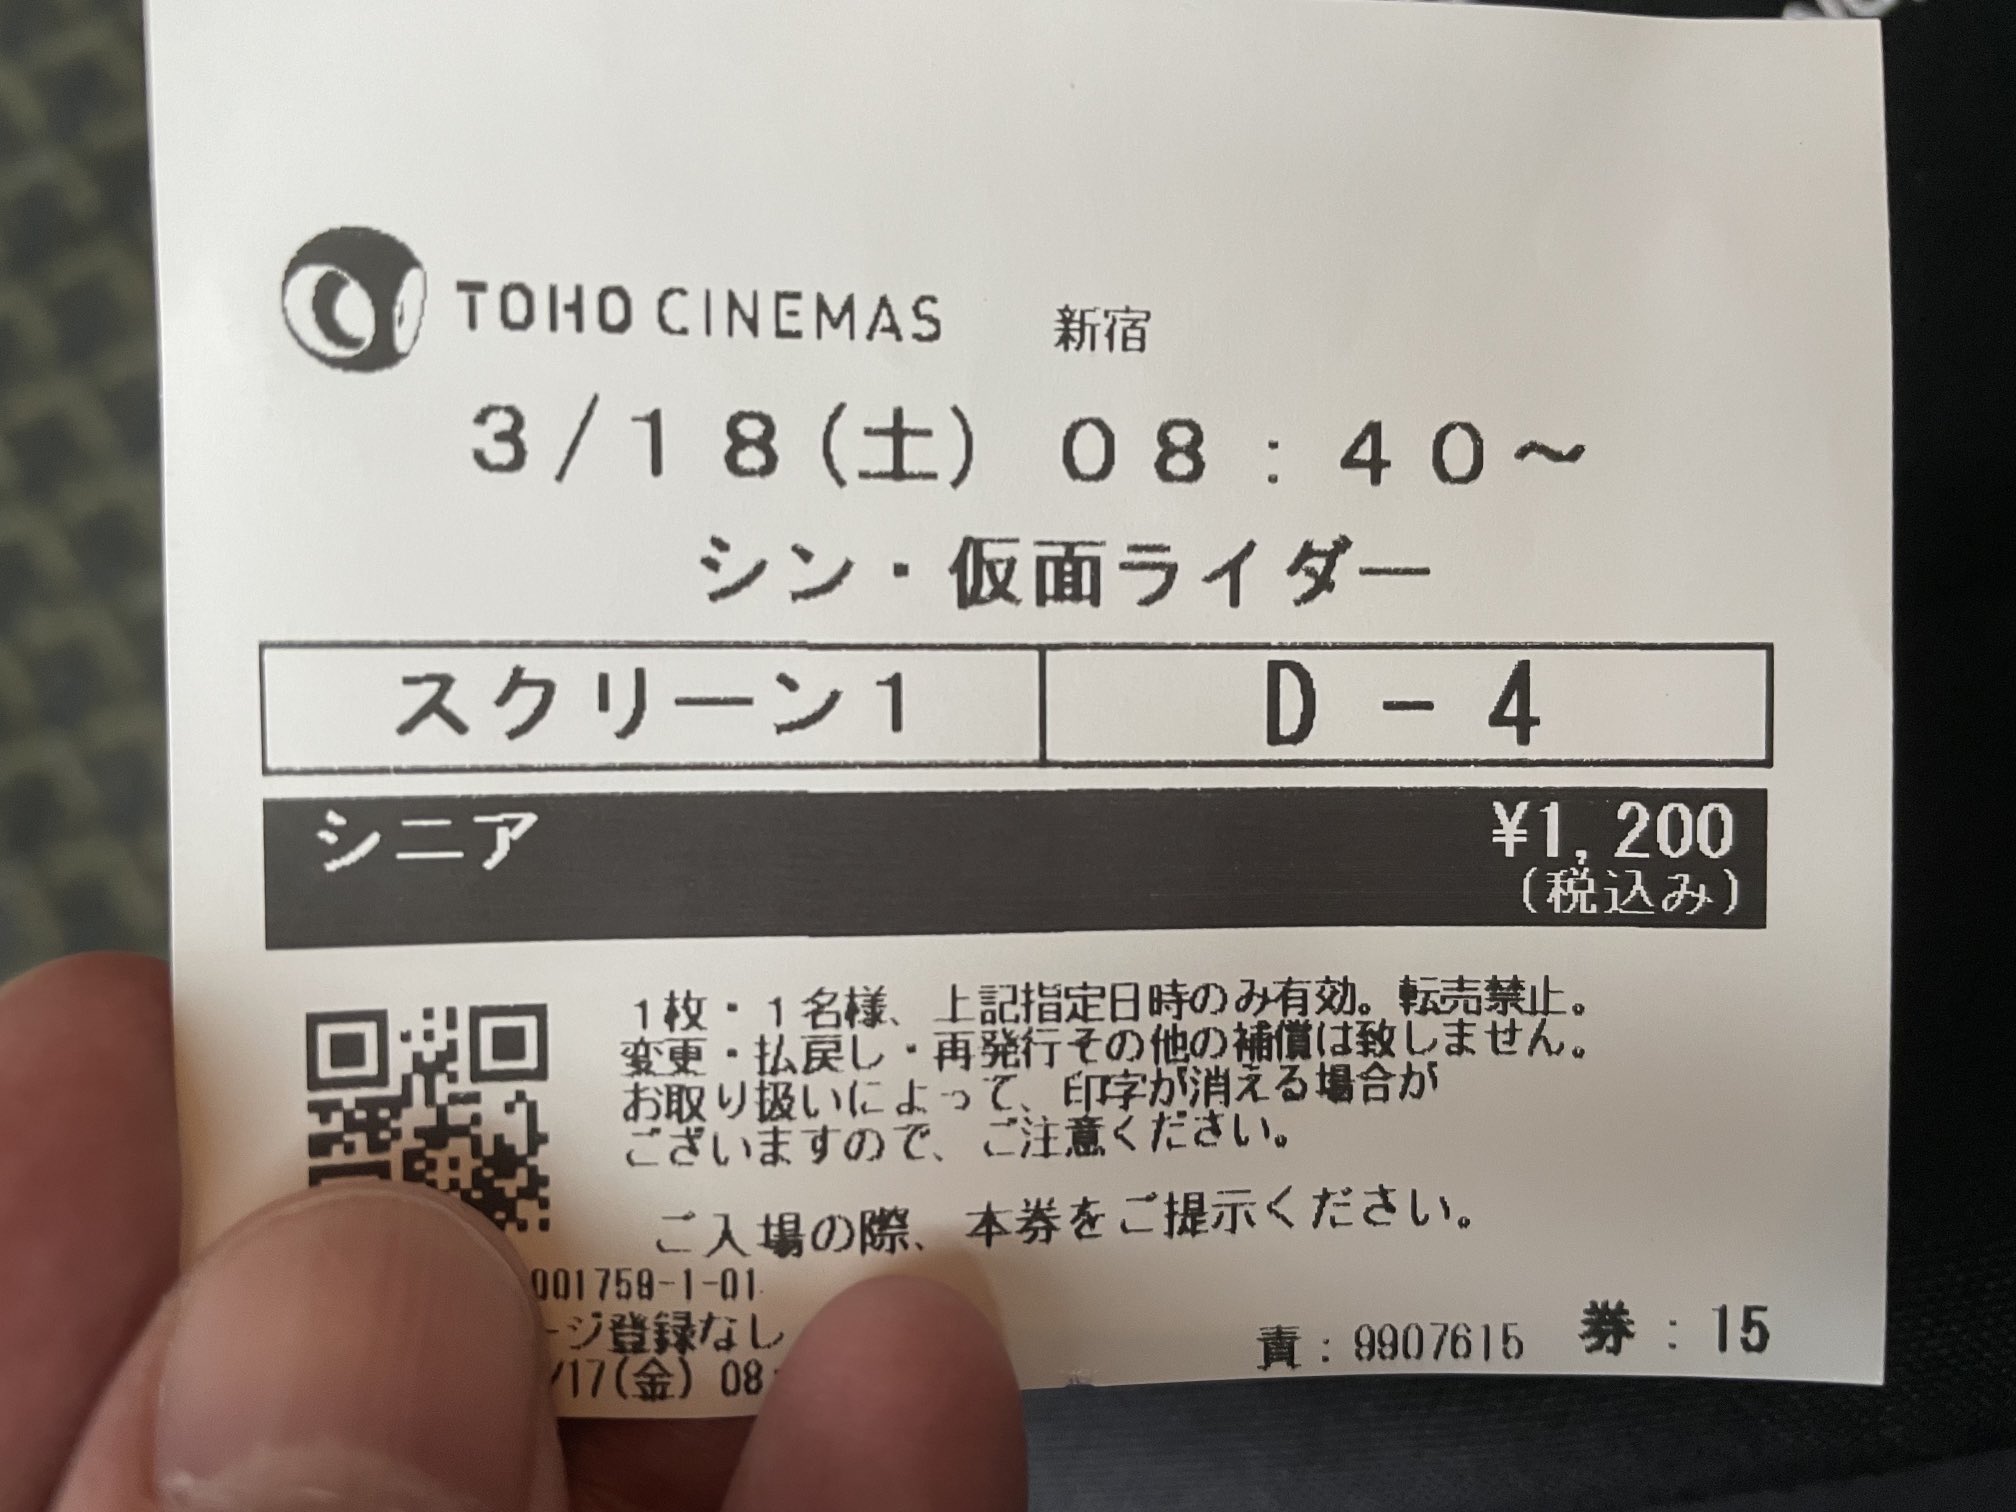 TOHO CINEMAS 新宿
3/18(土) 08:40～
シン・仮面ライダー
スクリーン1 D-4
シニア ¥1,200
(税込み)
1枚・1名様、上記指定日時のみ有効。転売禁止。
変更・払戻し・再発行その他の補償は致しません。
お取り扱いによって、印字が消える場合が
ございますので、ご注意ください。
ご入場の際、本券をご提示ください。
001758-1-01
ージ登録なし
/17(金) 08
責:9907615 券:15